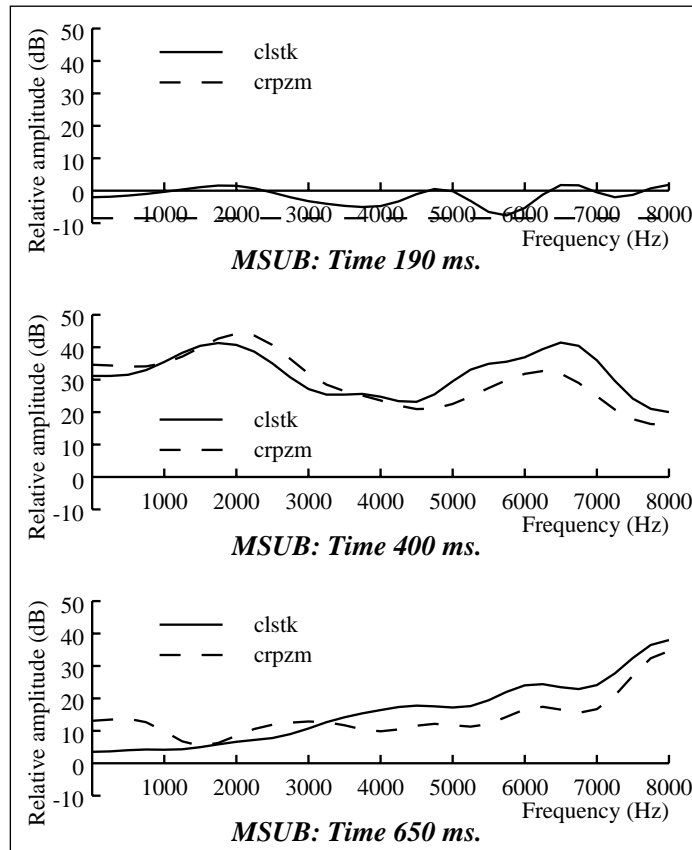 Relative amplitude (dB)
50
40
30
20
10
0
-10
clstk
crpzm
1000 2000 3000 4000 5000 6000 7000 8000
Frequency (Hz)
MSUB: Time 190 ms.
Relative amplitude (dB)
50
40
30
20
10
0
-10
clstk
crpzm
1000 2000 3000 4000 5000 6000 7000 8000
Frequency (Hz)
MSUB: Time 400 ms.
Relative amplitude (dB)
50
40
30
20
10
0
-10
clstk
crpzm
1000 2000 3000 4000 5000 6000 7000 8000
Frequency (Hz)
MSUB: Time 650 ms.